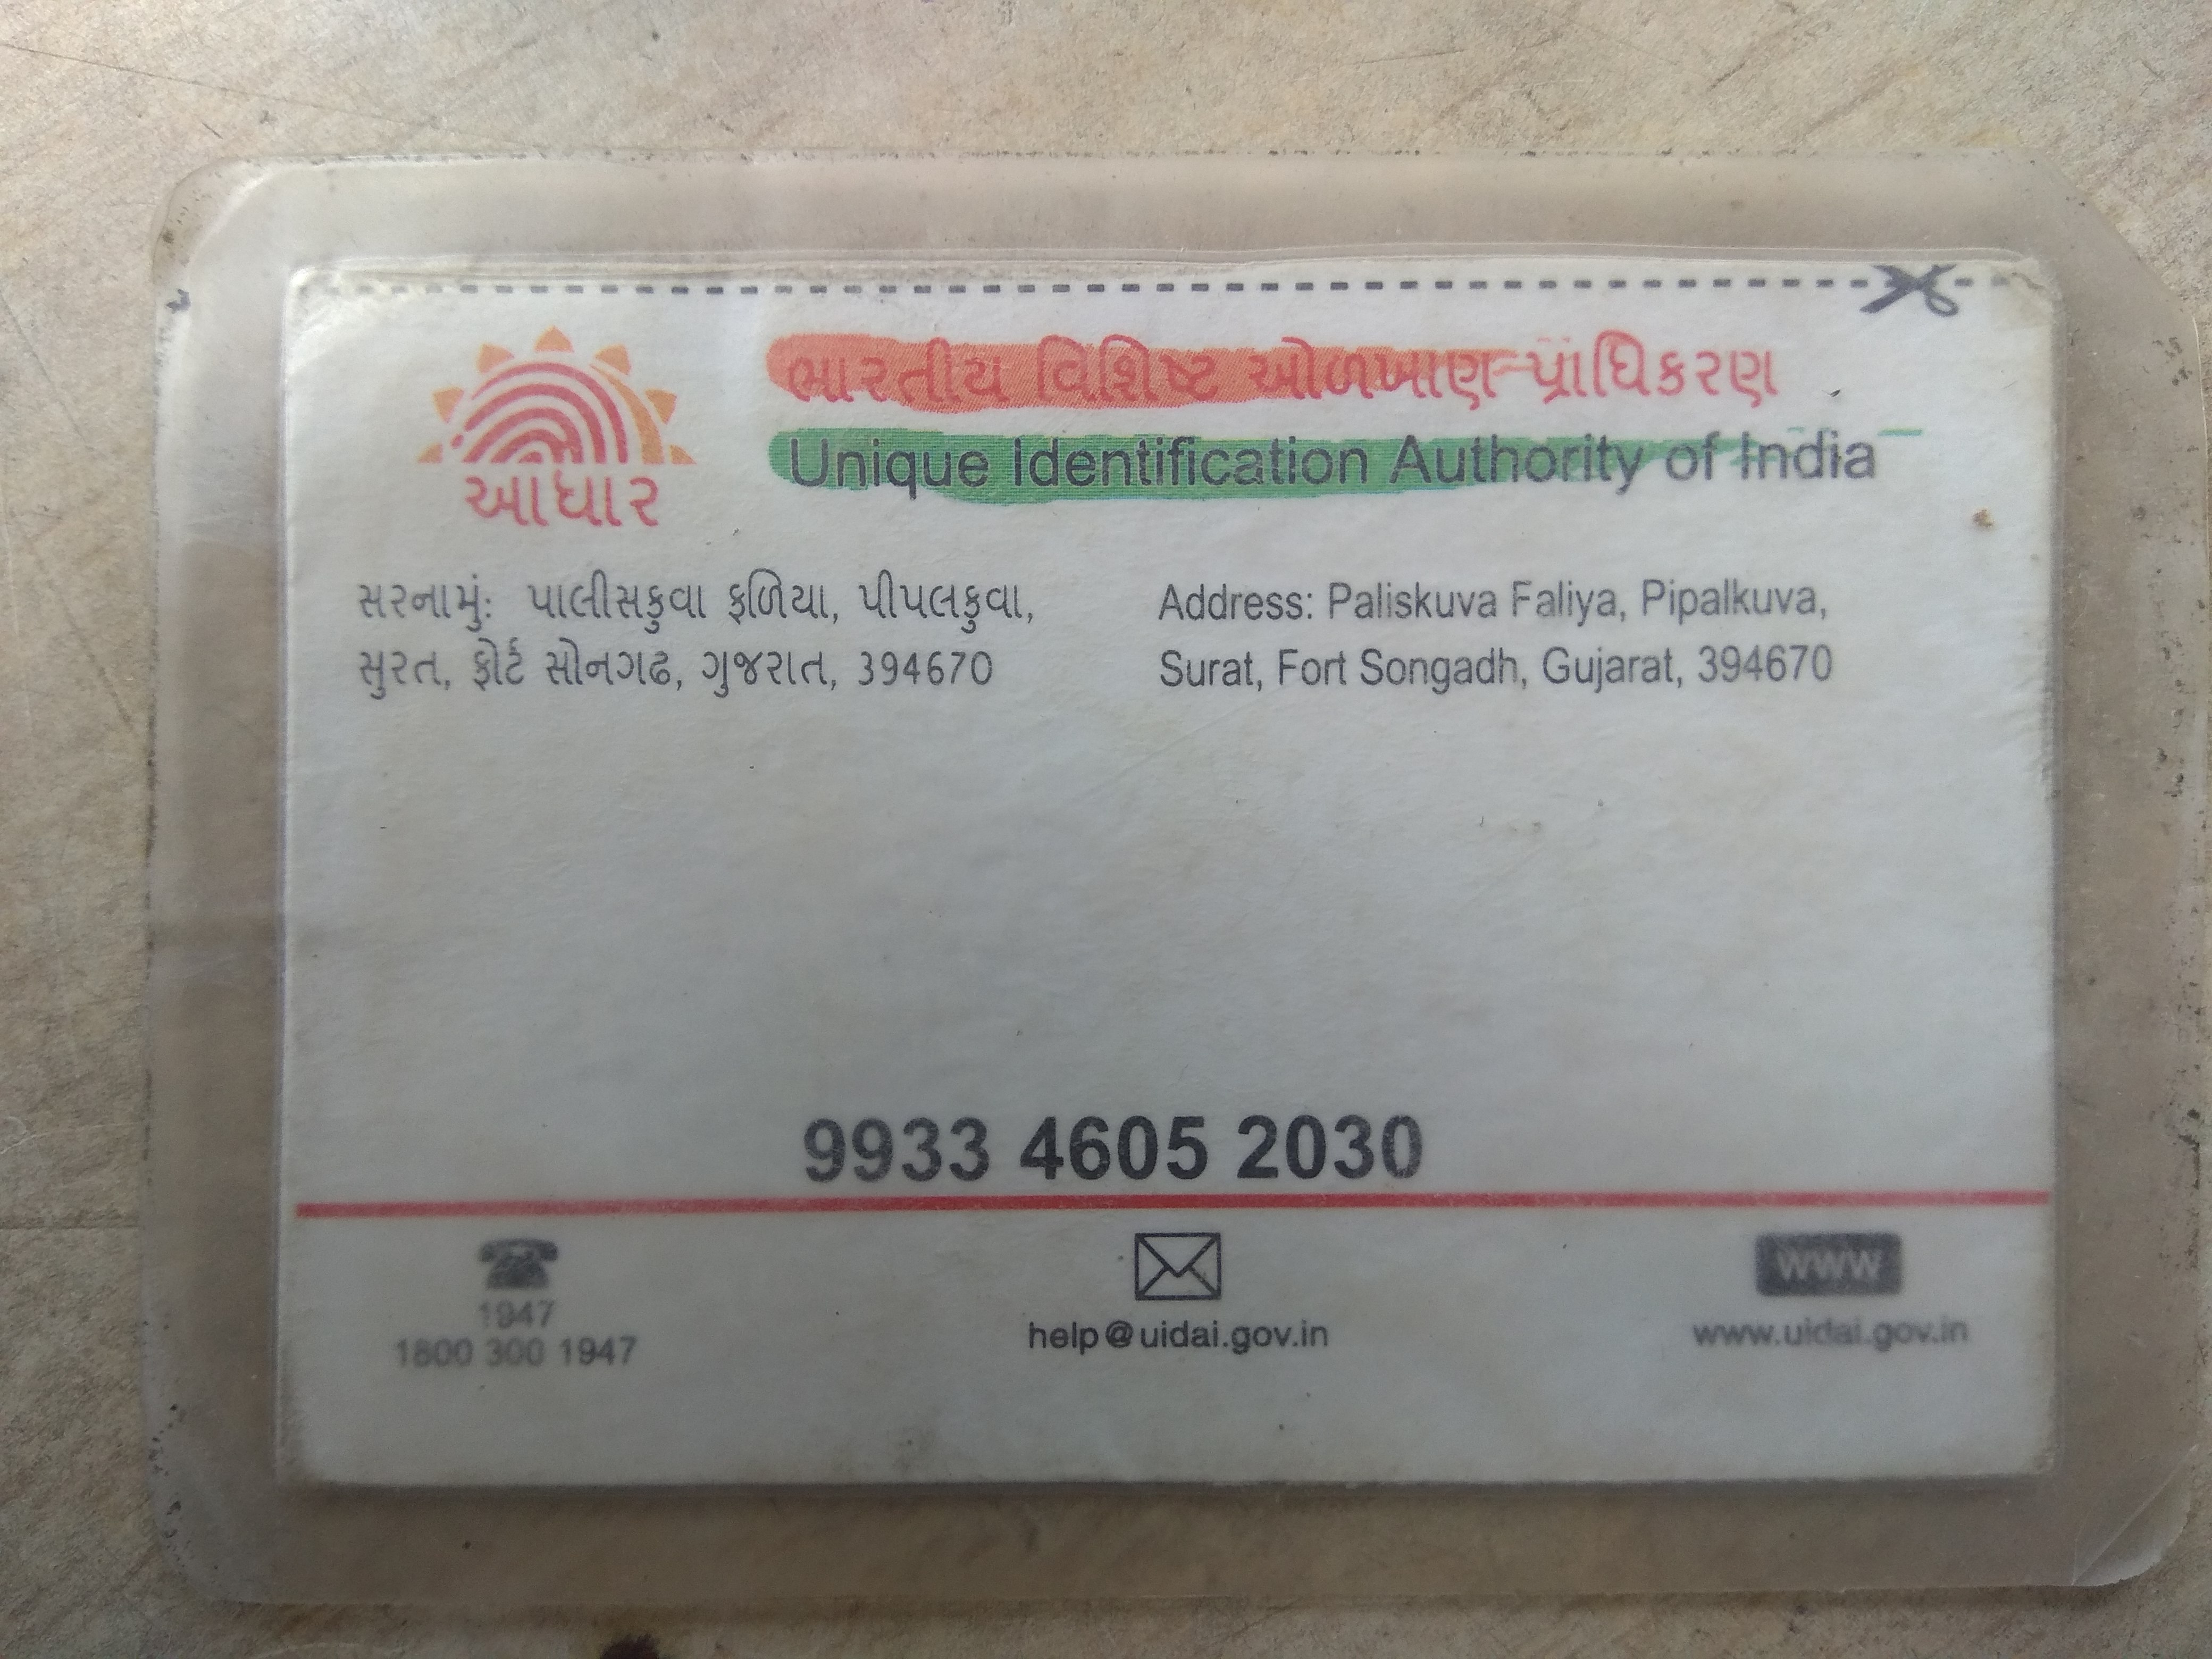 ભારતીય વિશિષ્ટ ઓળખાણ પ્રાધિકરણ
Unique Identification Authority of India
આધાર
સરનામું: પાલીસકુવા ફળિયા, પીપલકુવા,
સુરત, ફોર્ટ સોનગઢ, ગુજરાત, 394670
Address: Paliskuva Faliya, Pipalkuva,
Surat, Fort Songadh, Gujarat, 394670
9933 4605 2030
1947
1800 300 1947
help@uidai.gov.in
www
www.uidai.gov.in